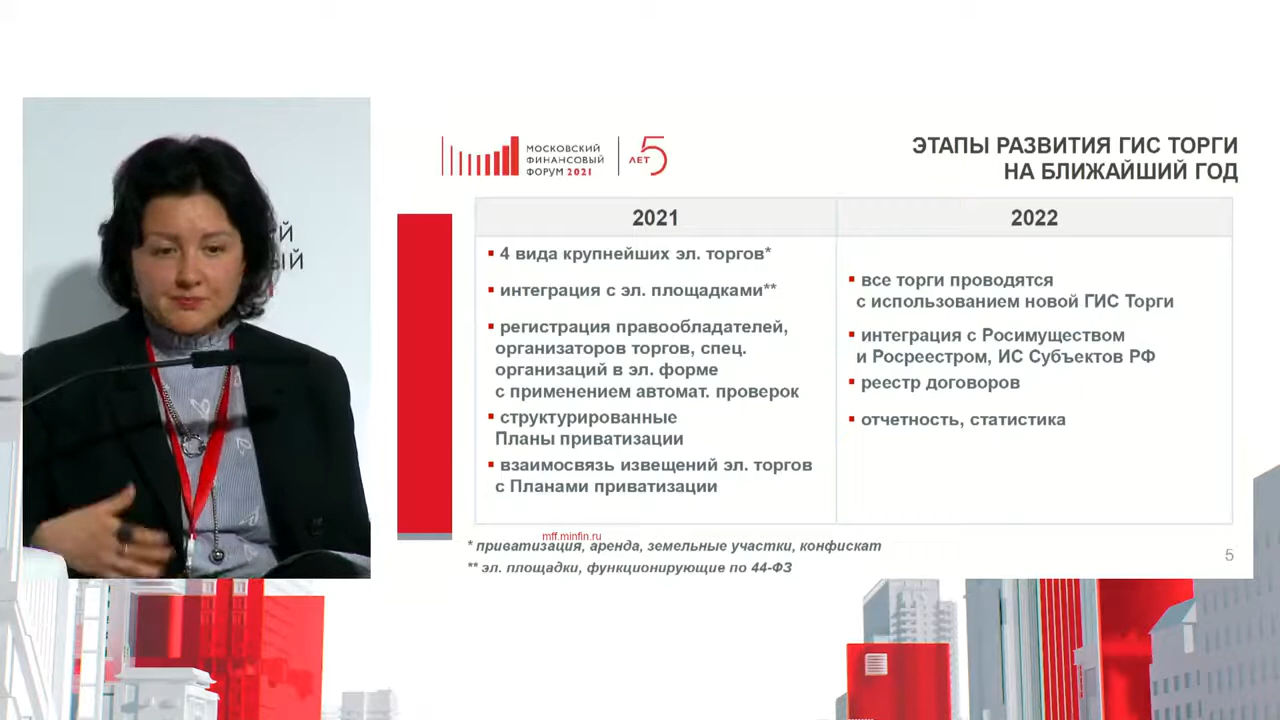 МОСКОВСКИЙ
ФИНАНСОВЫЙ
ФОРУМ 2021
ЛЕТ 5
ЭТАПЫ РАЗВИТИЯ ГИС ТОРГИ
НА БЛИЖАЙШИЙ ГОД
2021
▪ 4 вида крупнейших эл. торгов*
▪ интеграция с эл. площадками**
▪ регистрация правообладателей,
организаторов торгов, спец.
организаций в эл. форме
с применением автомат. проверок
▪ структурированные
Планы приватизации
▪ взаимосвязь извещений эл. торгов
с Планами приватизации
2022
▪ все торги проводятся
с использованием новой ГИС Торги
▪ интеграция с Росимуществом
и Росреестром, ИС Субъектов РФ
▪ реестр договоров
▪ отчетность, статистика
mff.minfin.ru
* приватизация, аренда, земельные участки, конфискат
** эл. площадки, функционирующие по 44-ФЗ
5